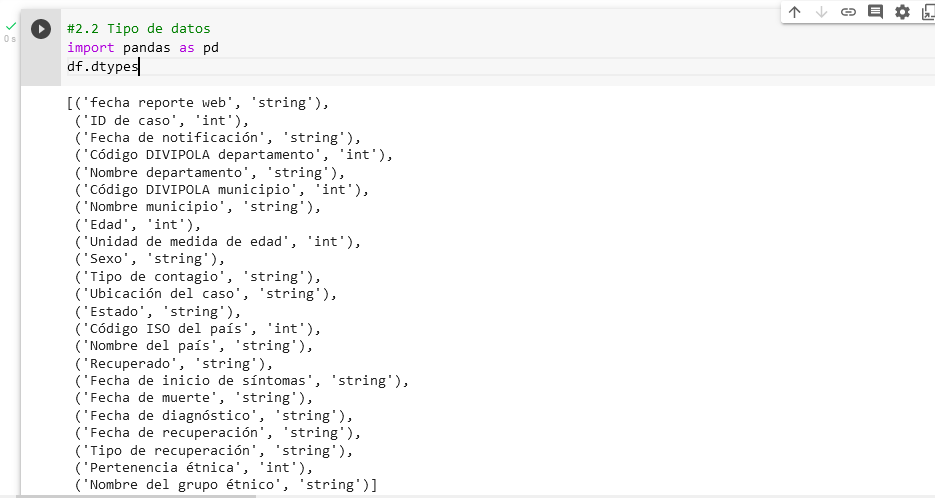 0 s
#2.2 Tipo de datos
import pandas as pd
df.dtypes
[('fecha reporte web', 'string'),
('ID de caso', 'int'),
('Fecha de notificación', 'string'),
('Código DIVIPOLA departamento', 'int'),
('Nombre departamento', 'string'),
('Código DIVIPOLA municipio', 'int'),
('Nombre municipio', 'string'),
('Edad', 'int'),
('Unidad de medida de edad', 'int'),
('Sexo', 'string'),
('Tipo de contagio', 'string'),
('Ubicación del caso', 'string'),
('Estado', 'string'),
('Código ISO del país', 'int'),
('Nombre del país', 'string'),
('Recuperado', 'string'),
('Fecha de inicio de síntomas', 'string'),
('Fecha de muerte', 'string'),
('Fecha de diagnóstico', 'string'),
('Fecha de recuperación', 'string'),
('Tipo de recuperación', 'string'),
('Pertenencia étnica', 'int'),
('Nombre del grupo étnico', 'string')]